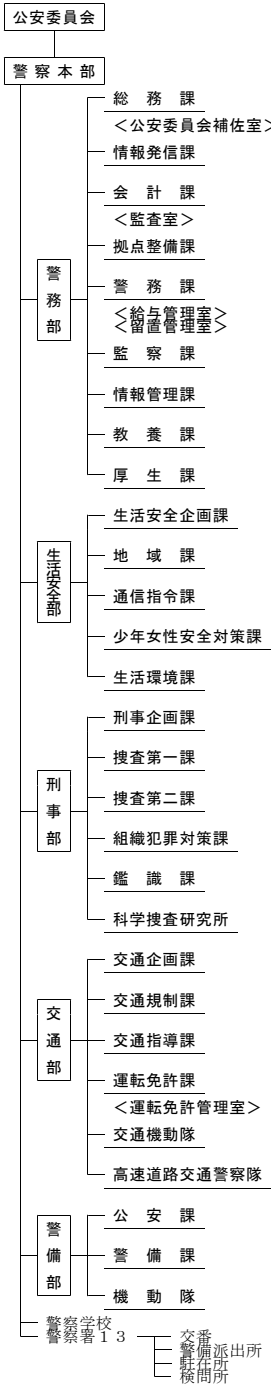 公安委員会
警察本部
警務部
総務課
＜公安委員会補佐室＞
情報発信課
会計課
＜監査室＞
拠点整備課
警務課
＜給与管理室＞
＜留置管理室＞
監察課
情報管理課
教養課
厚生課
生活安全部
生活安全企画課
地域課
通信指令課
少年女性安全対策課
生活環境課
刑事部
刑事企画課
捜査第一課
捜査第二課
組織犯罪対策課
鑑識課
科学捜査研究所
交通部
交通企画課
交通規制課
交通指導課
運転免許課
＜運転免許管理室＞
交通機動隊
高速道路交通警察隊
警備部
公安課
警備課
機動隊
警察学校
警察署１３
交番
警備派出所
駐在所
検問所